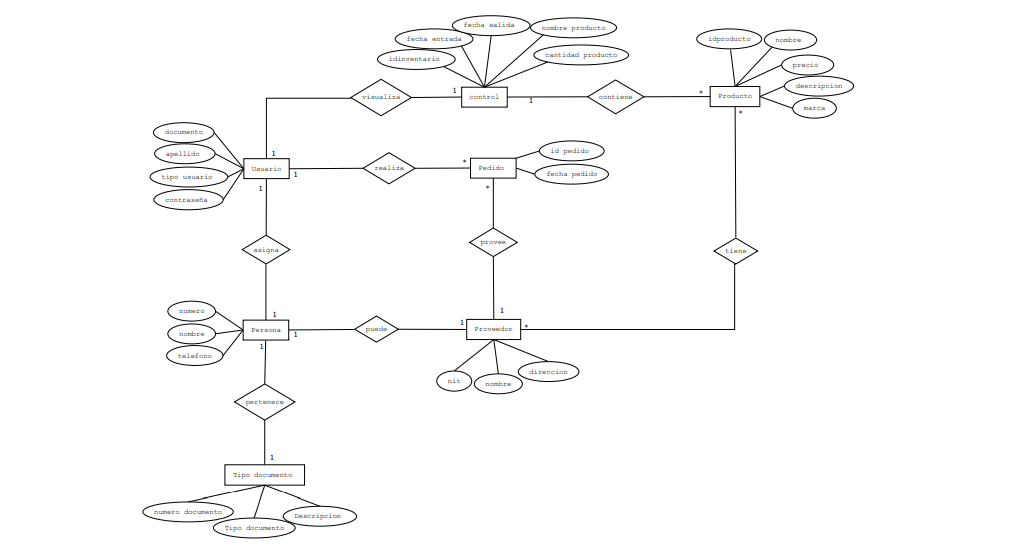 fecha salida
nombre producto
fecha entrada
idproducto
nombre
idinventario
cantidad producto
precio
visualiza
1
control
1
contiene
*
Producto
descripcion
marca
*
documento
apellido
1
Usuario
1
realiza
*
Pedido
id pedido
fecha pedido
tipo usuario
contraseña
1
*
asigna
provee
tiene
numero
1
1
nombre
Persona
1
puede
1
Proveedor
*
telefono
1
nit
nombre
direccion
pertenece
1
Tipo documento
numero documento
Tipo documento
Descripcion